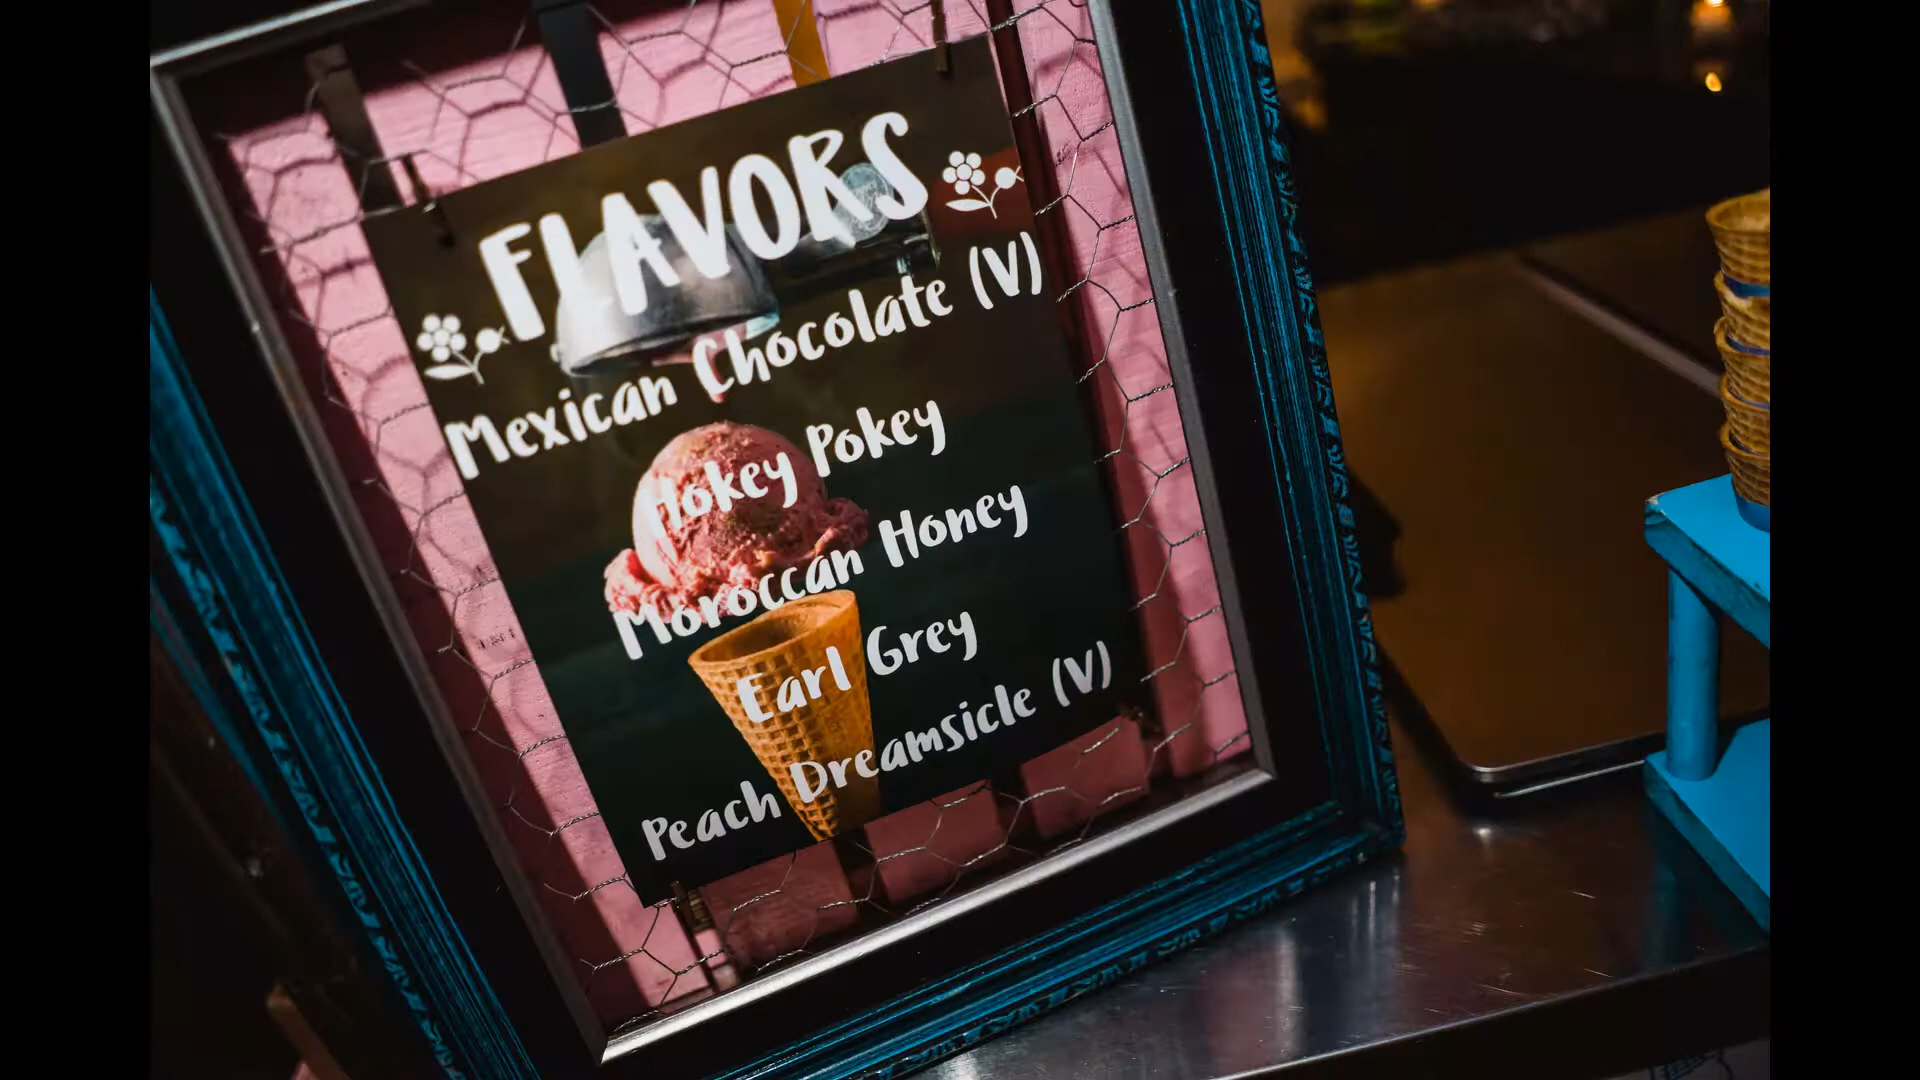 FLAVORS
Mexican Chocolate (V)
Hokey Pokey
Moroccan Honey
Earl Grey
Peach Dreamsicle (V)